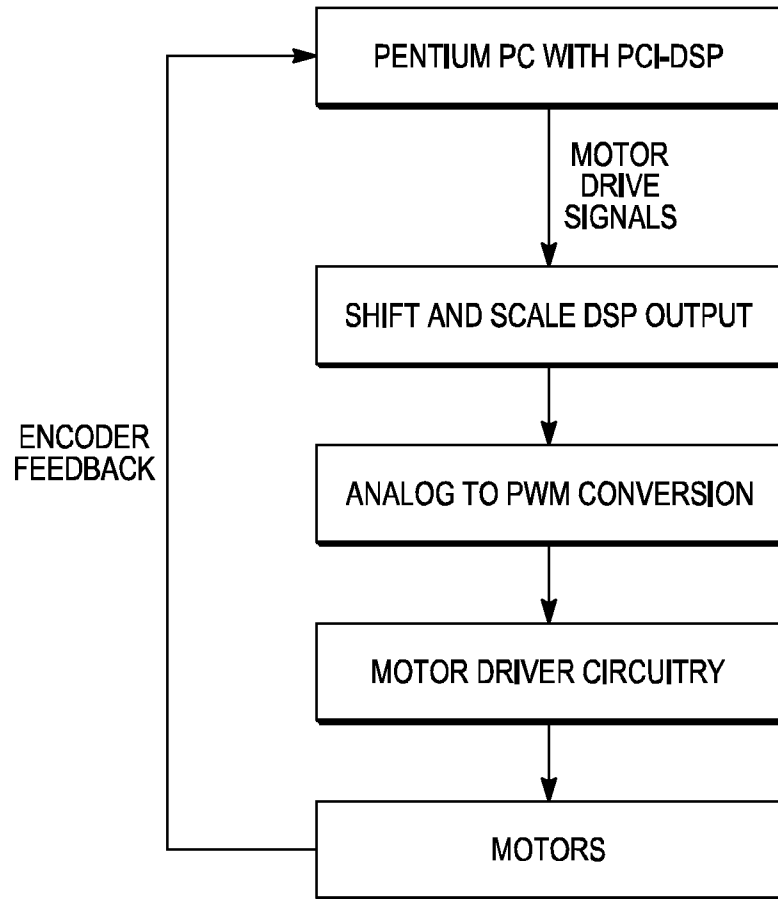 PENTIUM PC WITH PCI-DSP
MOTOR
DRIVE
SIGNALS
SHIFT AND SCALE DSP OUTPUT
ENCODER
FEEDBACK
ANALOG TO PWM CONVERSION
MOTOR DRIVER CIRCUITRY
MOTORS